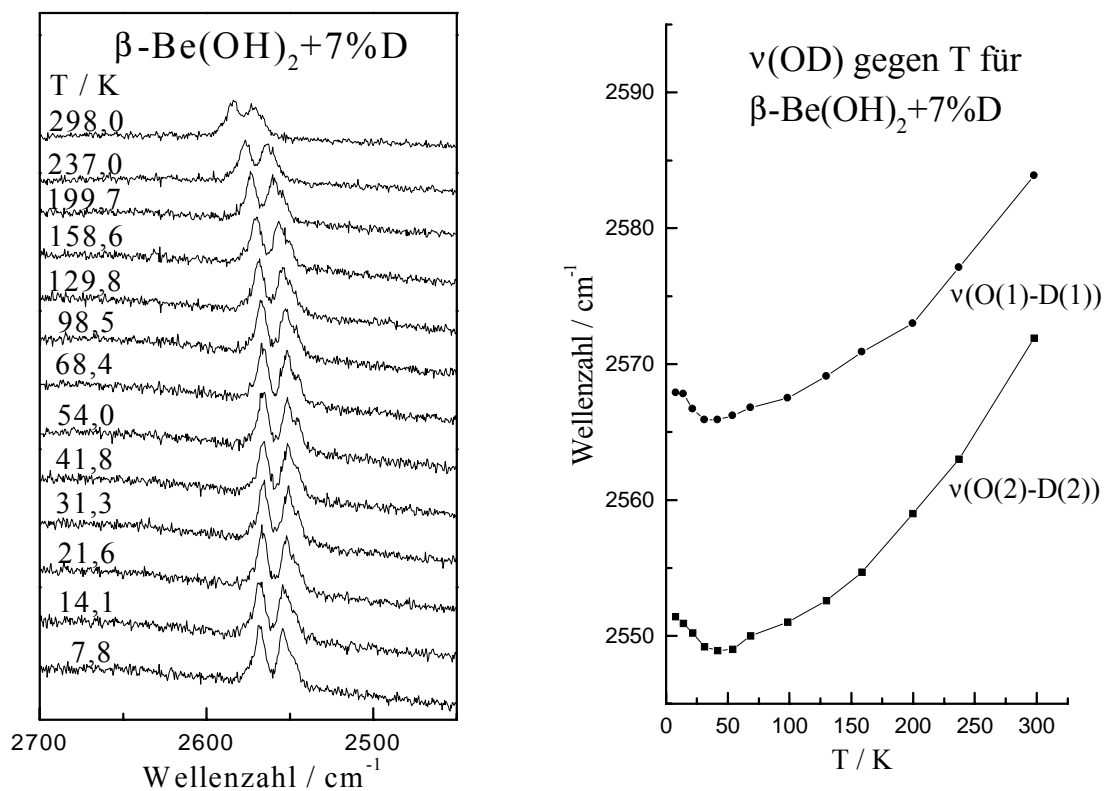 β-Be(OH)₂+7%D
T / K
298,0
237,0
199,7
158,6
129,8
98,5
68,4
54,0
41,8
31,3
21,6
14,1
7,8
2700 2600 2500
Wellenzahl / cm⁻¹
ν(OD) gegen T für
β-Be(OH)₂+7%D
2590
2580
2570
2560
2550
Wellenzahl / cm⁻¹
ν(O(1)-D(1))
ν(O(2)-D(2))
0 50 100 150 200 250 300
T / K